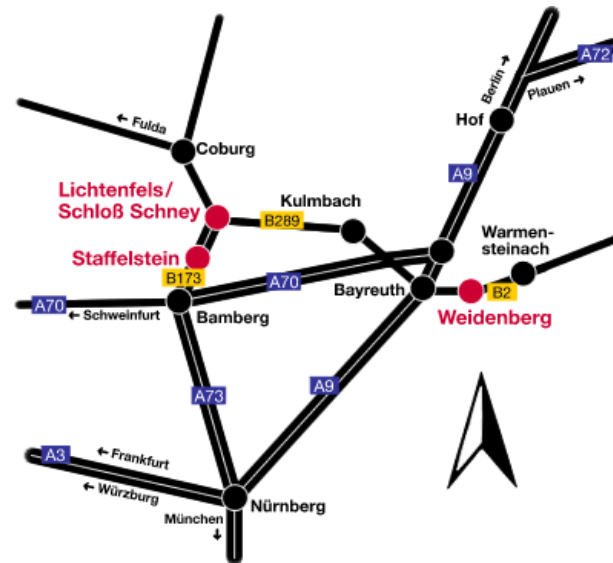 A72
Berlin →
Plauen →
Hof
← Fulda
Coburg
A9
Lichtenfels/
Schloß Schney
Kulmbach
B289
Warmen-
steinach
Staffelstein
B173
A70
Bayreuth
B2
A70
← Schweinfurt
Bamberg
Weidenberg
A73
A9
A3
← Frankfurt
← Würzburg
Nürnberg
München
↓